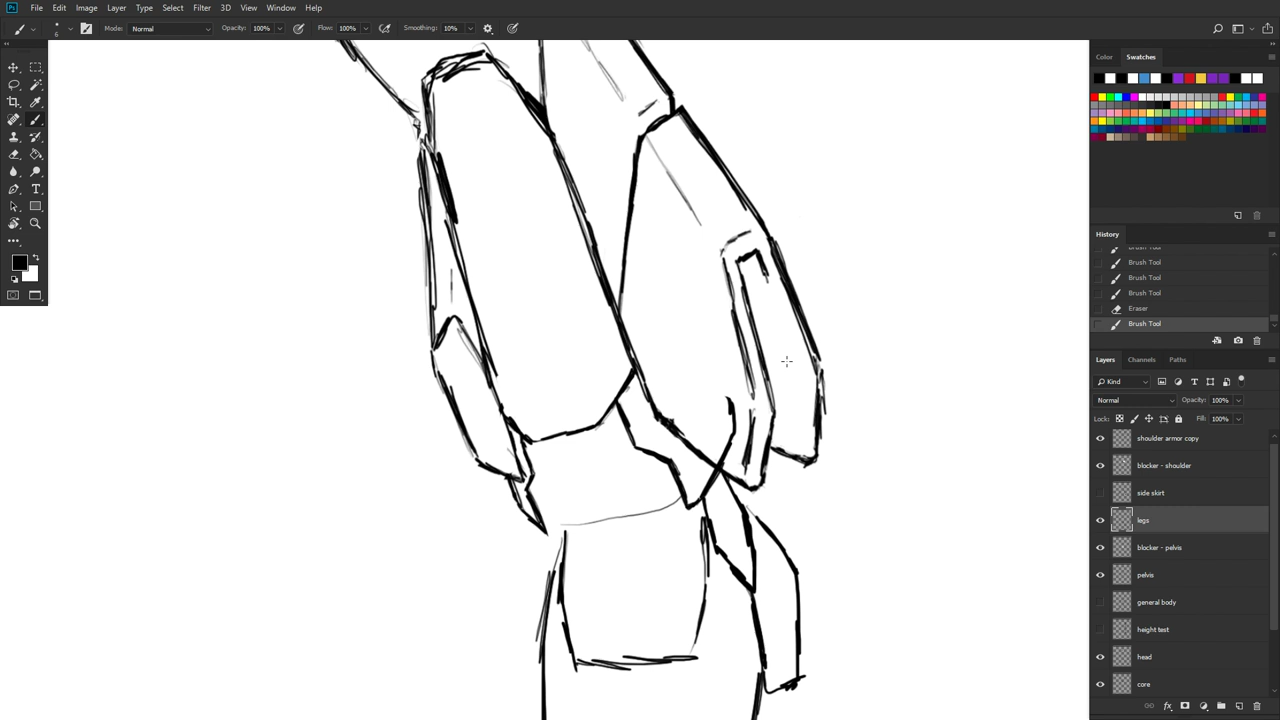 Ps File Edit Image Layer Type Select Filter 3D View Window Help
6 Mode: Normal Opacity: 100% Flow: 100% Smoothing: 10%
Color Swatches
History
Brush Tool
Brush Tool
Brush Tool
Eraser
Brush Tool
Layers Channels Paths
Kind
Normal Opacity: 100%
Lock: Fill: 100%
shoulder armor copy
blocker - shoulder
side skirt
legs
blocker - pelvis
pelvis
general body
height test
head
core
fx